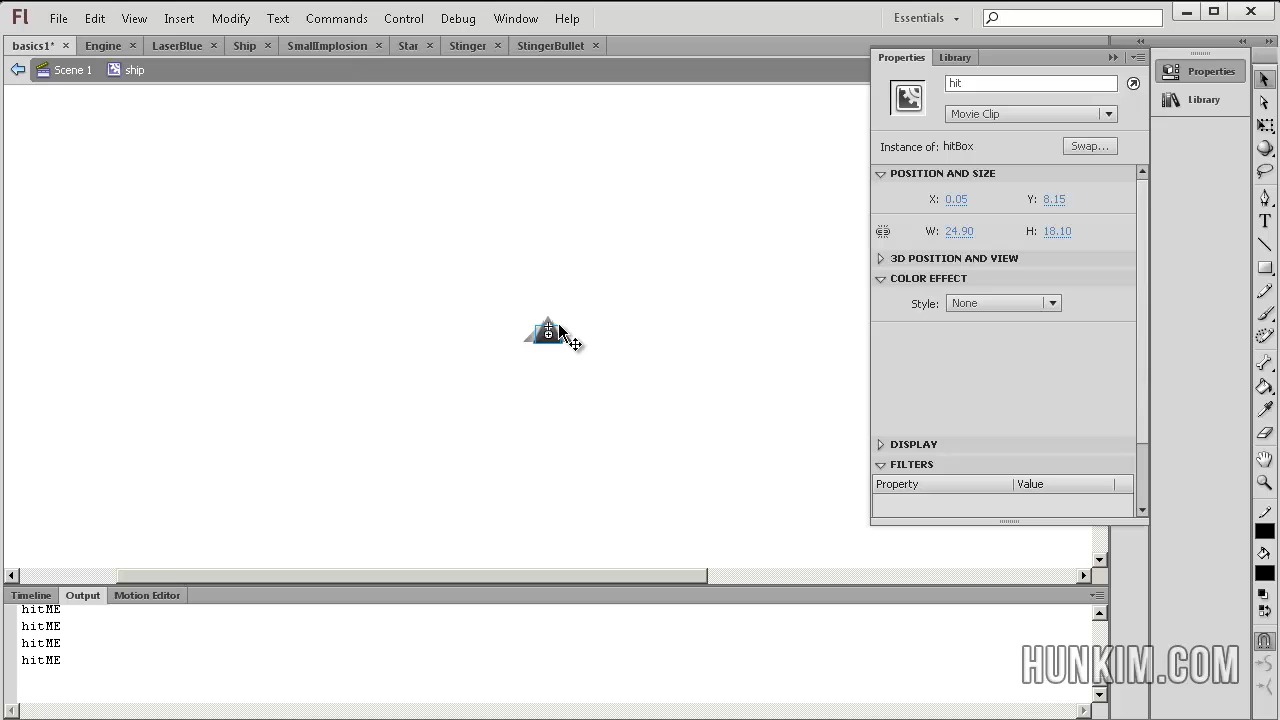 Fl File Edit View Insert Modify Text Commands Control Debug Window Help Essentials
basics1* × Engine × LaserBlue × Ship × SmallImplosion × Star × Stinger × StingerBullet ×
Scene 1 ship
Properties Library
hit
Movie Clip
Instance of: hitBox Swap...
POSITION AND SIZE
X: 0.05 Y: 8.15
W: 24.90 H: 18.10
3D POSITION AND VIEW
COLOR EFFECT
Style: None
DISPLAY
FILTERS
Property Value
Properties
Library
T
Timeline Output Motion Editor
hitME
hitME
hitME
hitME
HUNKIM.COM